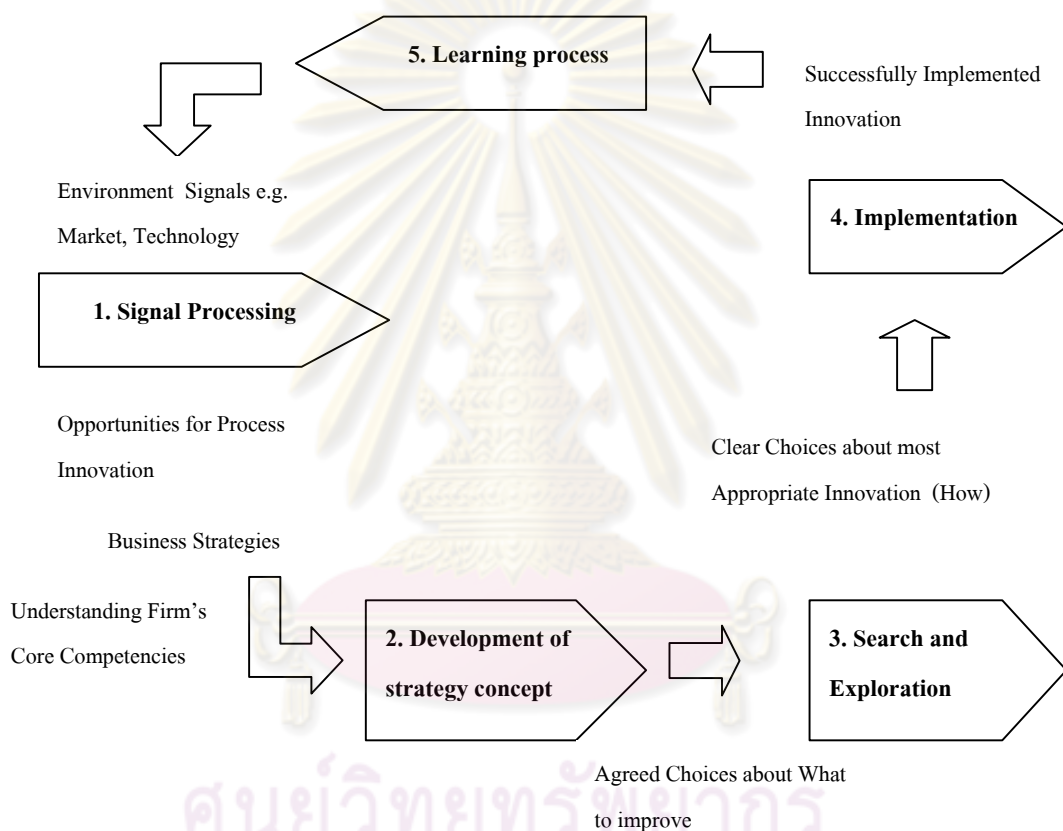 5. Learning process
Successfully Implemented
Innovation
Environment Signals e.g.
Market, Technology
4. Implementation
1. Signal Processing
Opportunities for Process
Innovation
Clear Choices about most
Appropriate Innovation (How)
Business Strategies
Understanding Firm's
Core Competencies
2. Development of
strategy concept
3. Search and
Exploration
Agreed Choices about What
to improve
ศูนย์วิทยทรัพยากร